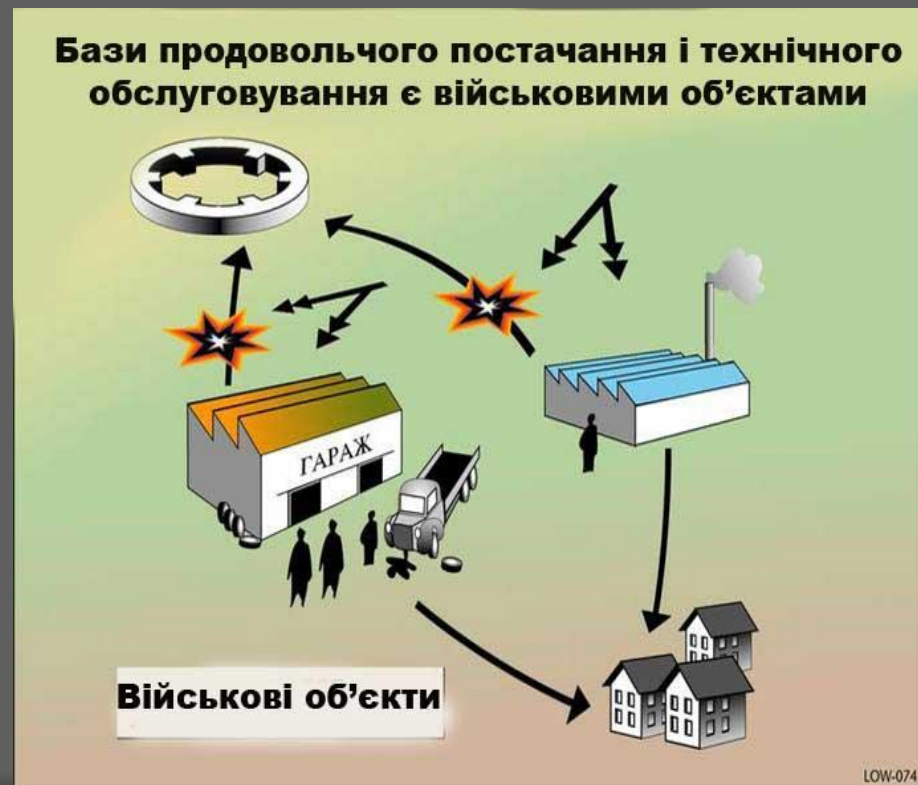 Бази продовольчого постачання і технічного
обслуговування є військовими об’єктами
ГАРАЖ
Військові об’єкти
LOW-074